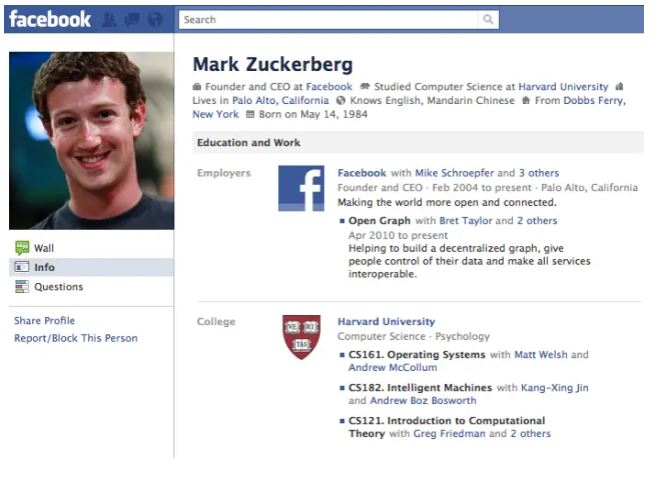 facebook
Search
Mark Zuckerberg
Founder and CEO at Facebook Studied Computer Science at Harvard University
Lives in Palo Alto, California Knows English, Mandarin Chinese From Dobbs Ferry,
New York Born on May 14, 1984
Education and Work
Employers
Facebook with Mike Schroepfer and 3 others
Founder and CEO · Feb 2004 to present · Palo Alto, California
Making the world more open and connected.
Open Graph with Bret Taylor and 2 others
Apr 2010 to present
Helping to build a decentralized graph, give
people control of their data and make all services
interoperable.
Wall
Info
Questions
Share Profile
Report/Block This Person
College
VE RI
TAS
Harvard University
Computer Science · Psychology
CS161. Operating Systems with Matt Welsh and
Andrew McCollum
CS182. Intelligent Machines with Kang-Xing Jin
and Andrew Boz Bosworth
CS121. Introduction to Computational
Theory with Greg Friedman and 2 others